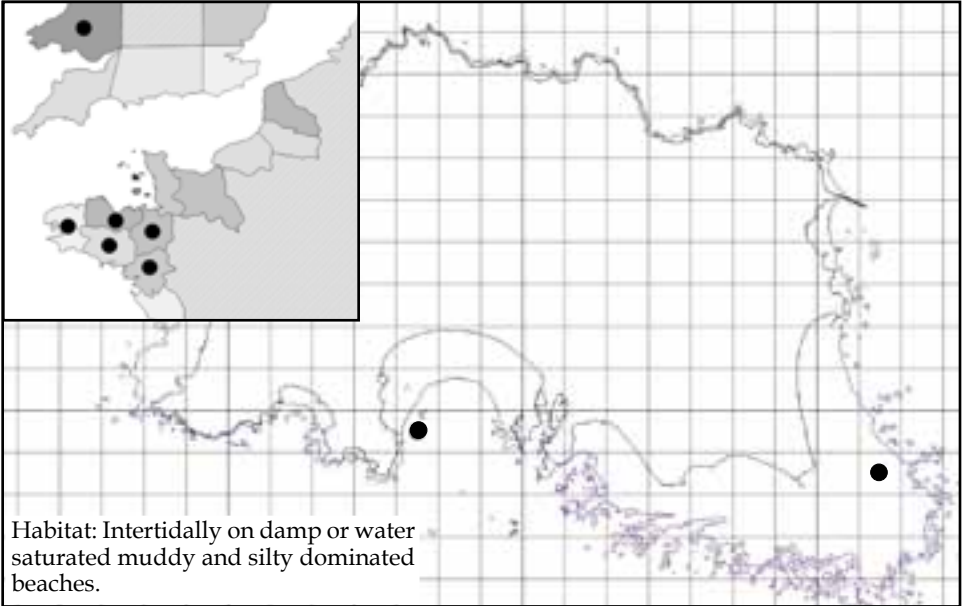 Habitat: Intertidally on damp or water
saturated muddy and silty dominated
beaches.